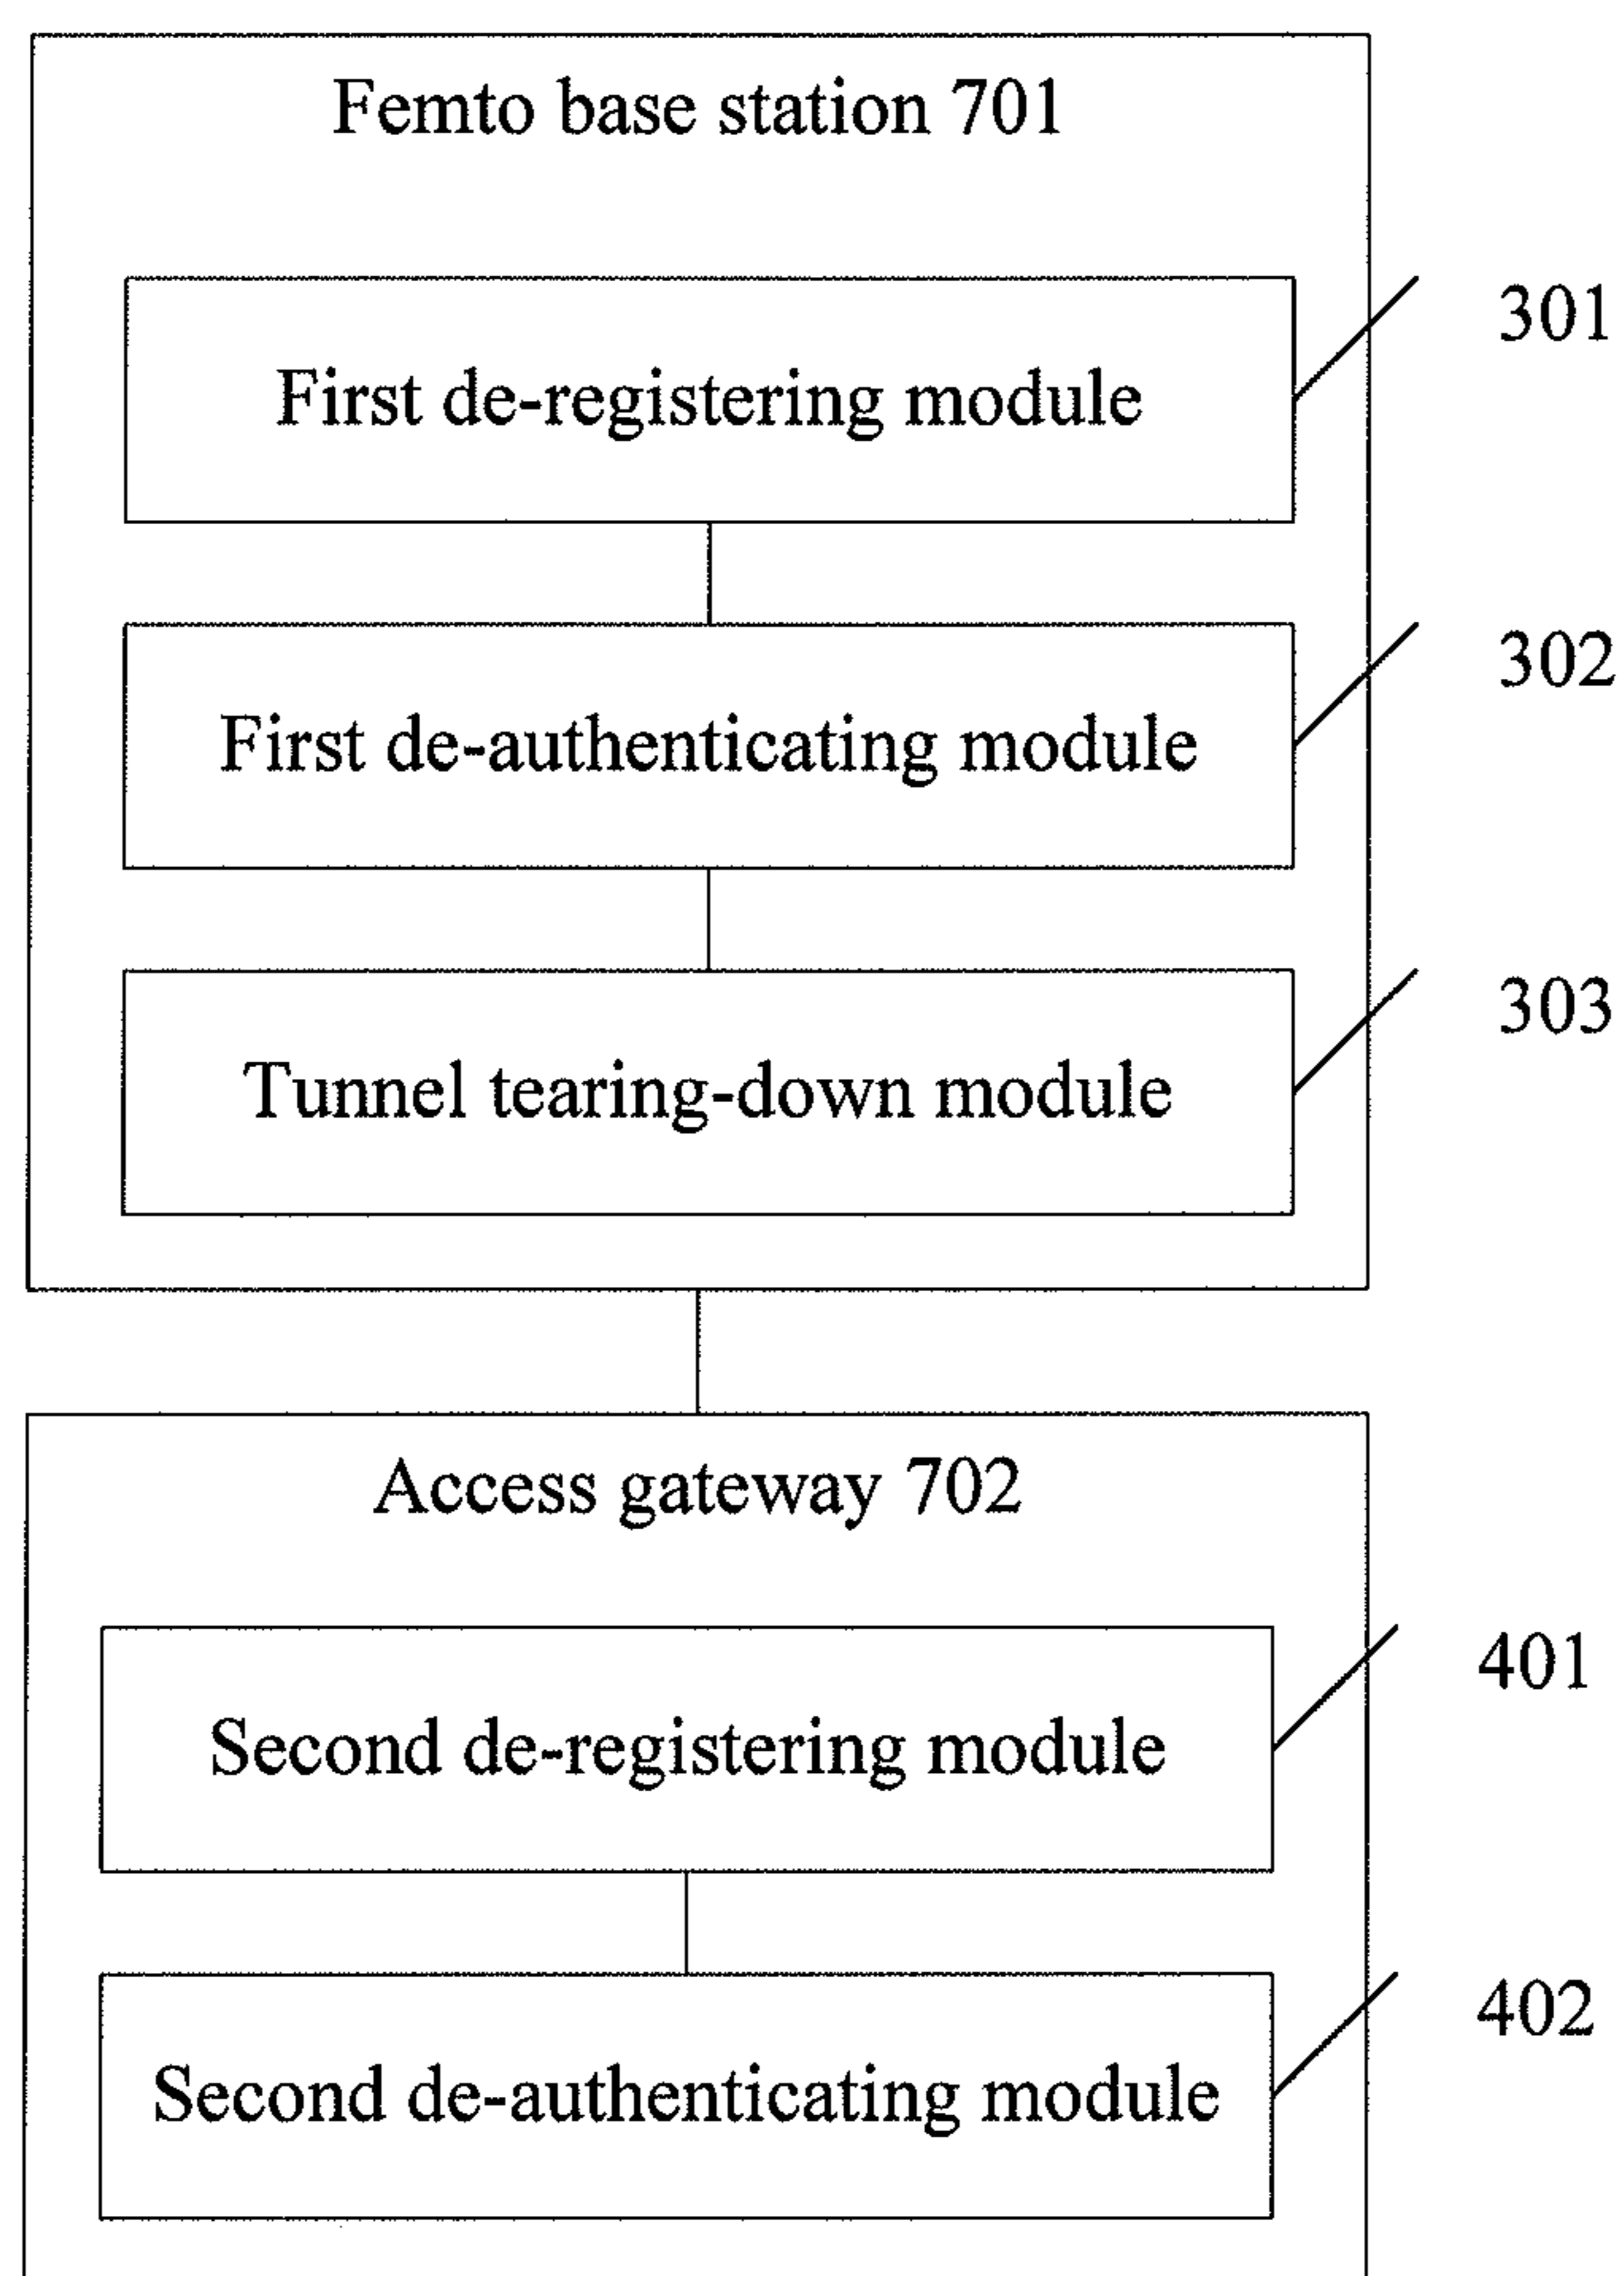 Femto base station 701
First de-registering module
301
First de-authenticating module
302
Tunnel tearing-down module
303
Access gateway 702
Second de-registering module
401
Second de-authenticating module
402